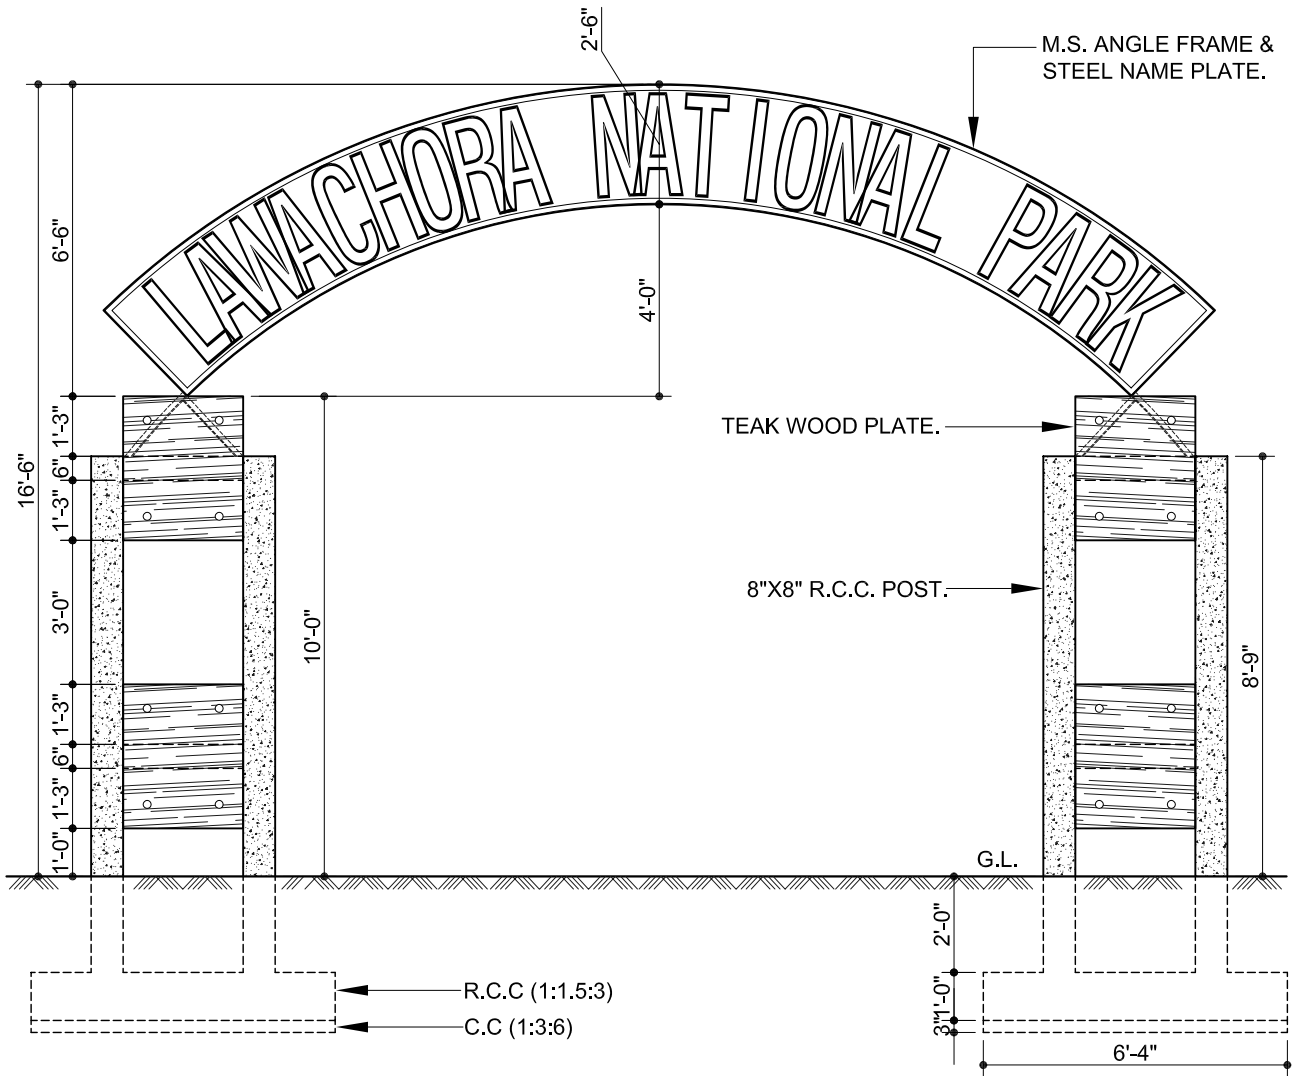 2'-6"
M.S. ANGLE FRAME &
STEEL NAME PLATE.
LAWACHORA NATIONAL PARK
6'-6"
4'-0"
TEAK WOOD PLATE.
1'-3"
6"
1'-3"
16'-6"
3'-0"
10'-0"
8"X8" R.C.C. POST.
8'-9"
1'-3"
6"
1'-3"
1'-0"
G.L.
2'-0"
1'-0"
3"
R.C.C (1:1.5:3)
C.C (1:3:6)
6'-4"